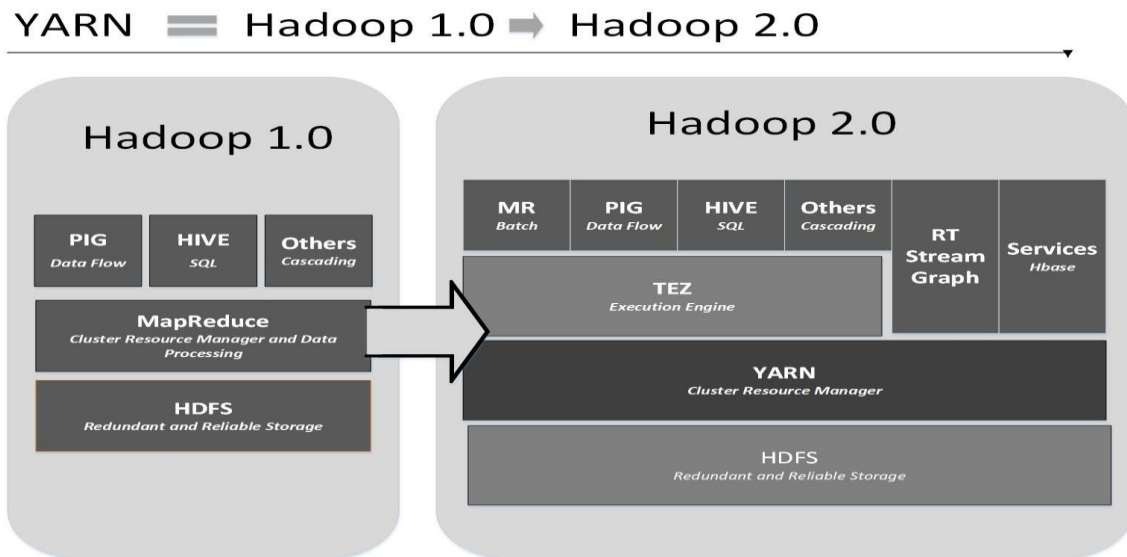 YARN = Hadoop 1.0 ➡ Hadoop 2.0
Hadoop 1.0
PIG
Data Flow
HIVE
SQL
Others
Cascading
MapReduce
Cluster Resource Manager and Data
Processing
HDFS
Redundant and Reliable Storage
Hadoop 2.0
MR
Batch
PIG
Data Flow
HIVE
SQL
Others
Cascading
RT
Stream
Graph
Services
Hbase
TEZ
Execution Engine
YARN
Cluster Resource Manager
HDFS
Redundant and Reliable Storage